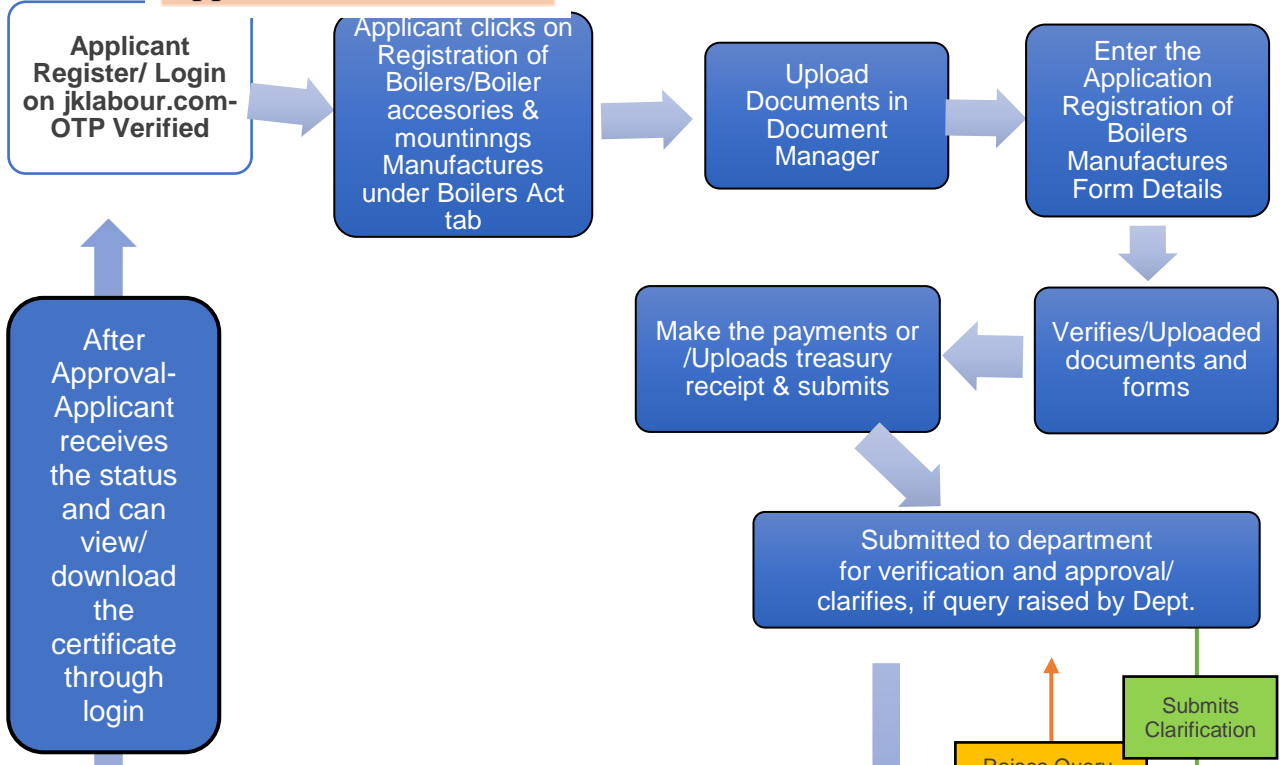 Applicant
Register/ Login
on jklabour.com-
OTP Verified
Applicant clicks on
Registration of
Boilers/Boiler
accesories &
mountinngs
Manufactures
under Boilers Act
tab
Upload
Documents in
Document
Manager
Enter the
Application
Registration of
Boilers
Manufactures
Form Details
Verifies/Uploaded
documents and
forms
Make the payments or
/Uploads treasury
receipt & submits
Submitted to department
for verification and approval/
clarifies, if query raised by Dept.
Submits
Clarification
Raises Query
After
Approval-
Applicant
receives
the status
and can
view/
download
the
certificate
through
login